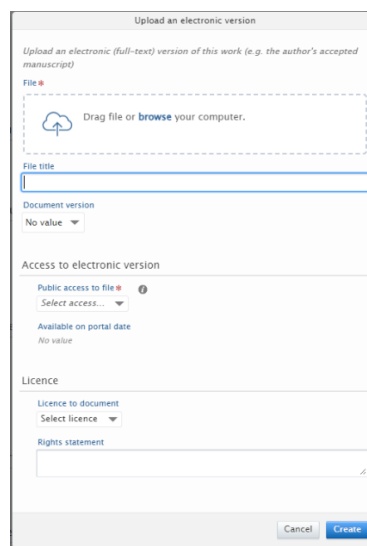 Upload an electronic version
Upload an electronic (full-text) version of this work (e.g. the author's accepted
manuscript)
File*
Drag file or browse your computer.
File title
Document version
No value
Access to electronic version
Public access to file* i
Select access...
Available on portal date
No value
Licence
Licence to document
Select licence
Rights statement
Cancel Create